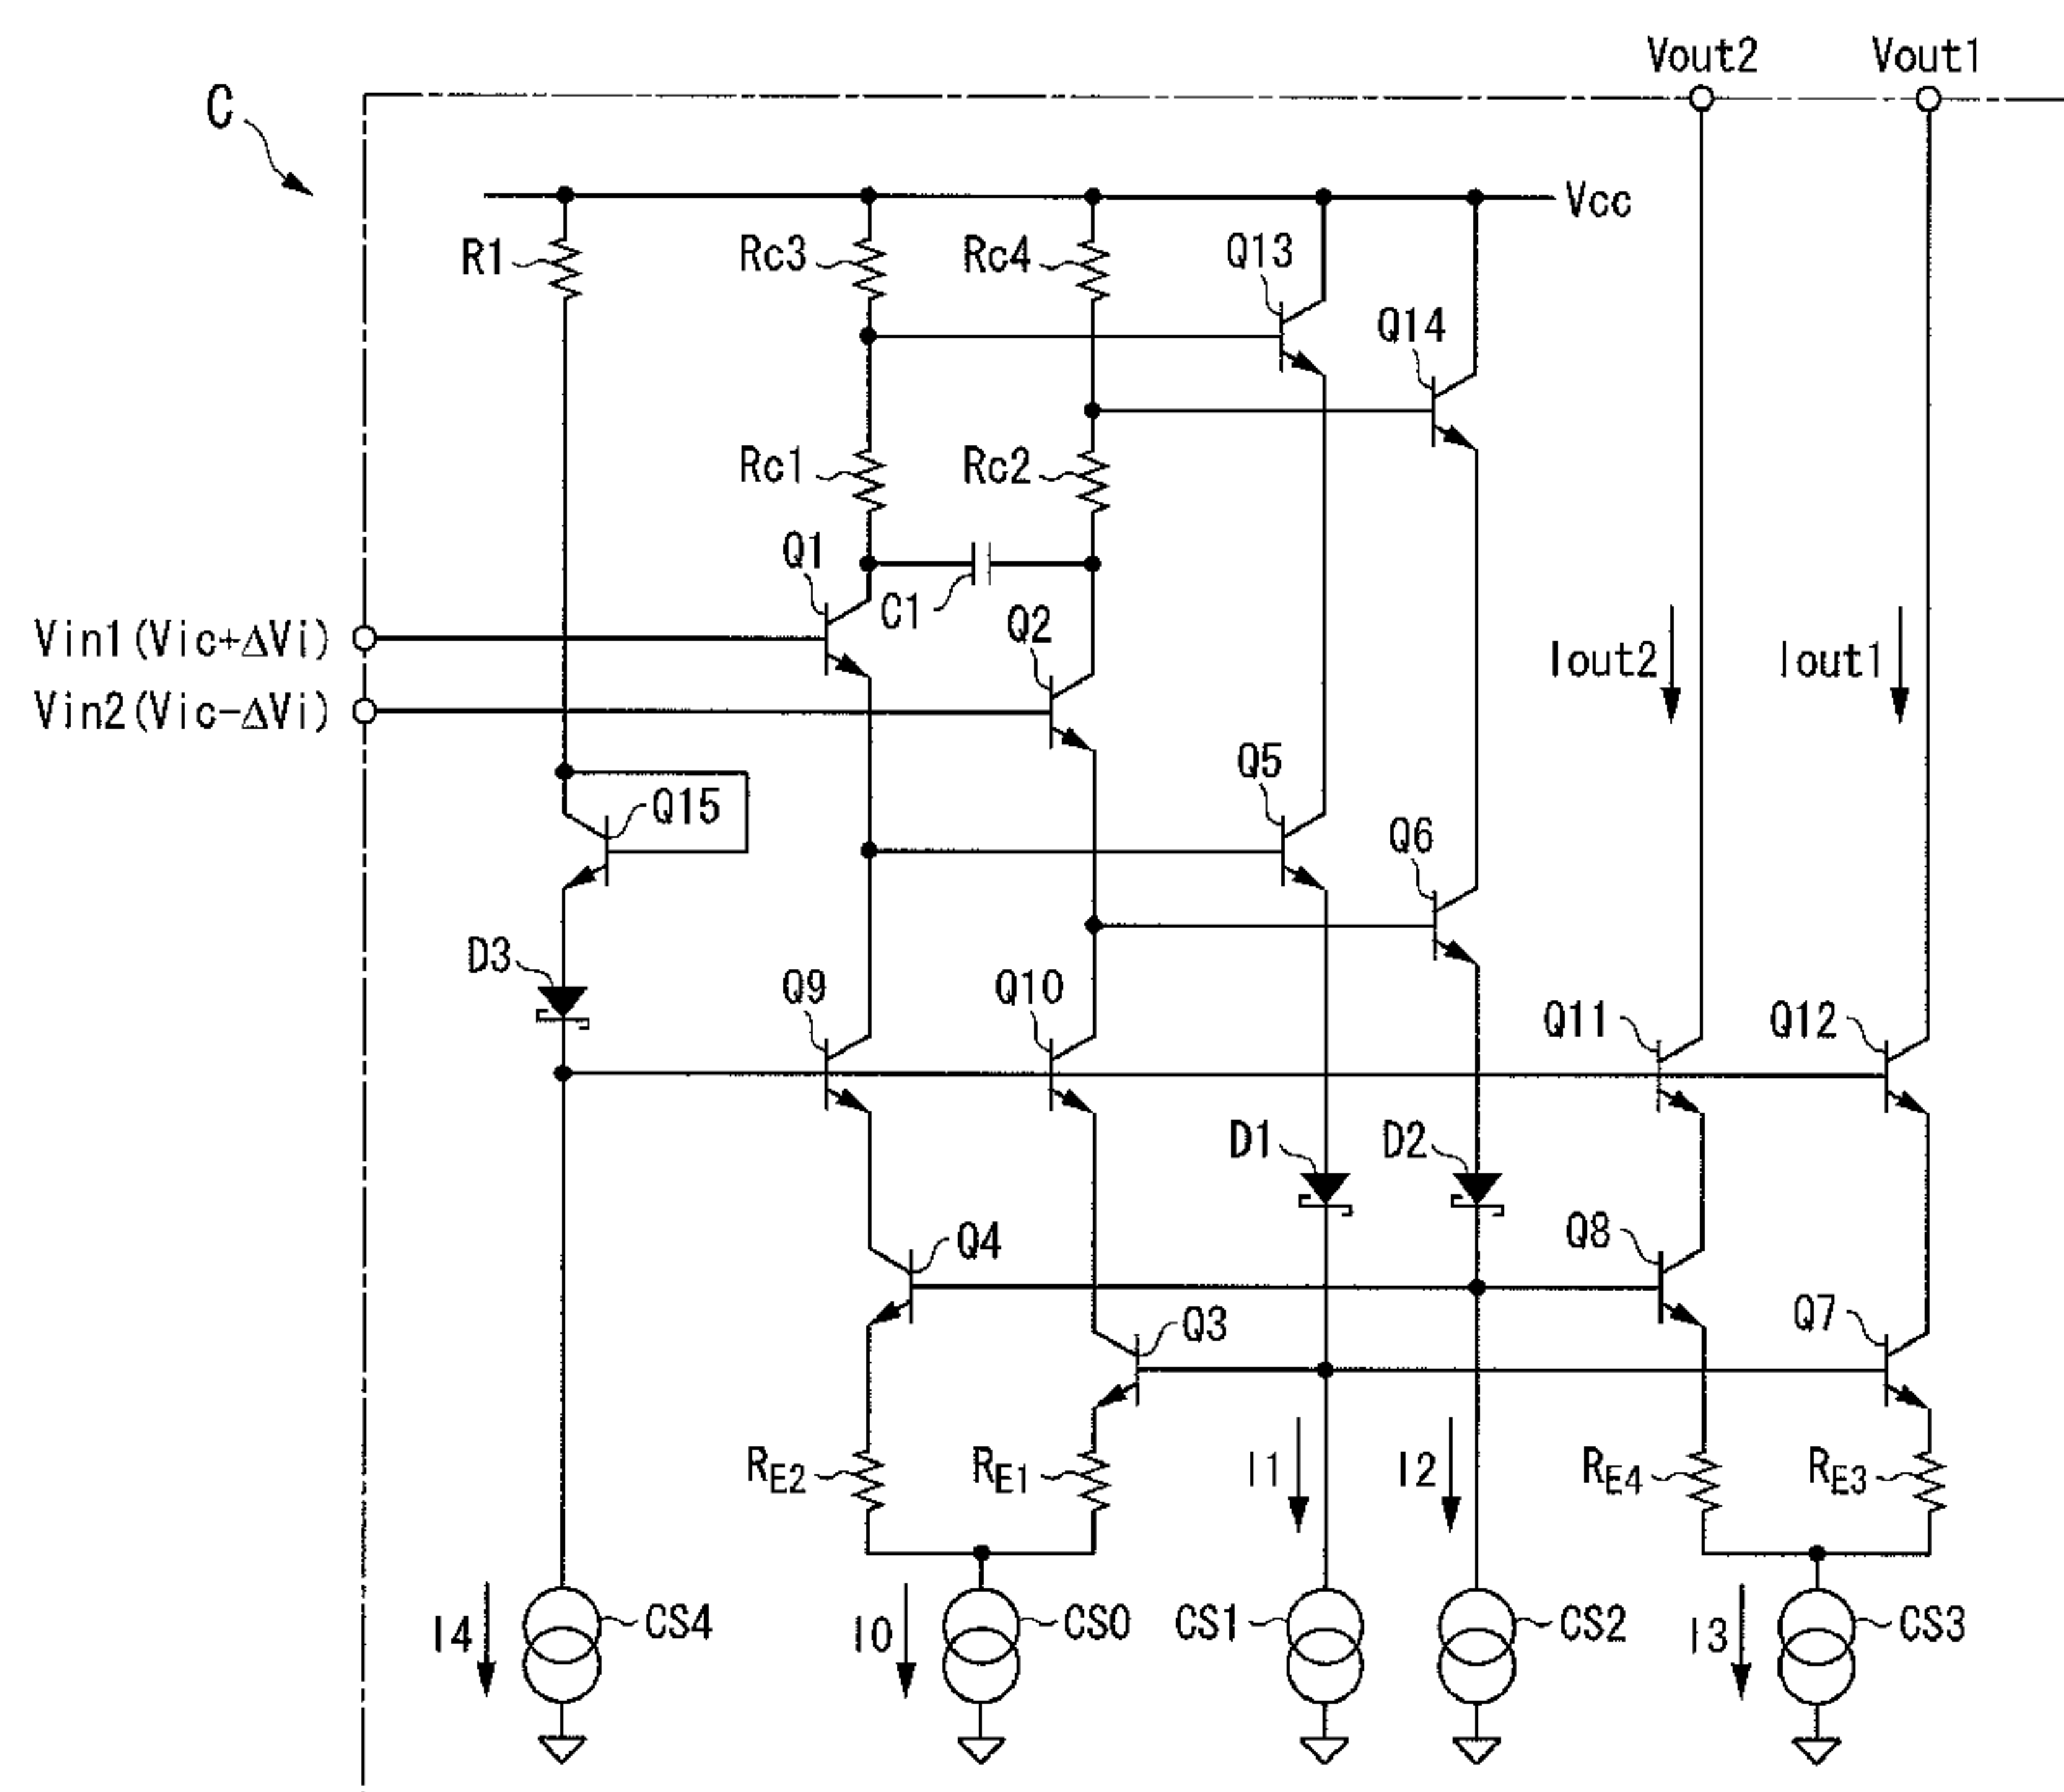 Vout2 Vout1
C
Vcc
R1 Rc3 Rc4 Q13
Q14
Rc1 Rc2
Q1
C1 Q2
Vin1(Vic+ΔVi)
Vin2(Vic-ΔVi)
Iout2 Iout1
Q15 Q5
Q6
D3 Q9 Q10 Q11 Q12
D1 D2
Q4 Q8
Q3 Q7
RE2 RE1 I1 I2 RE4 RE3
I4 CS4 I0 CS0 CS1 CS2 I3 CS3